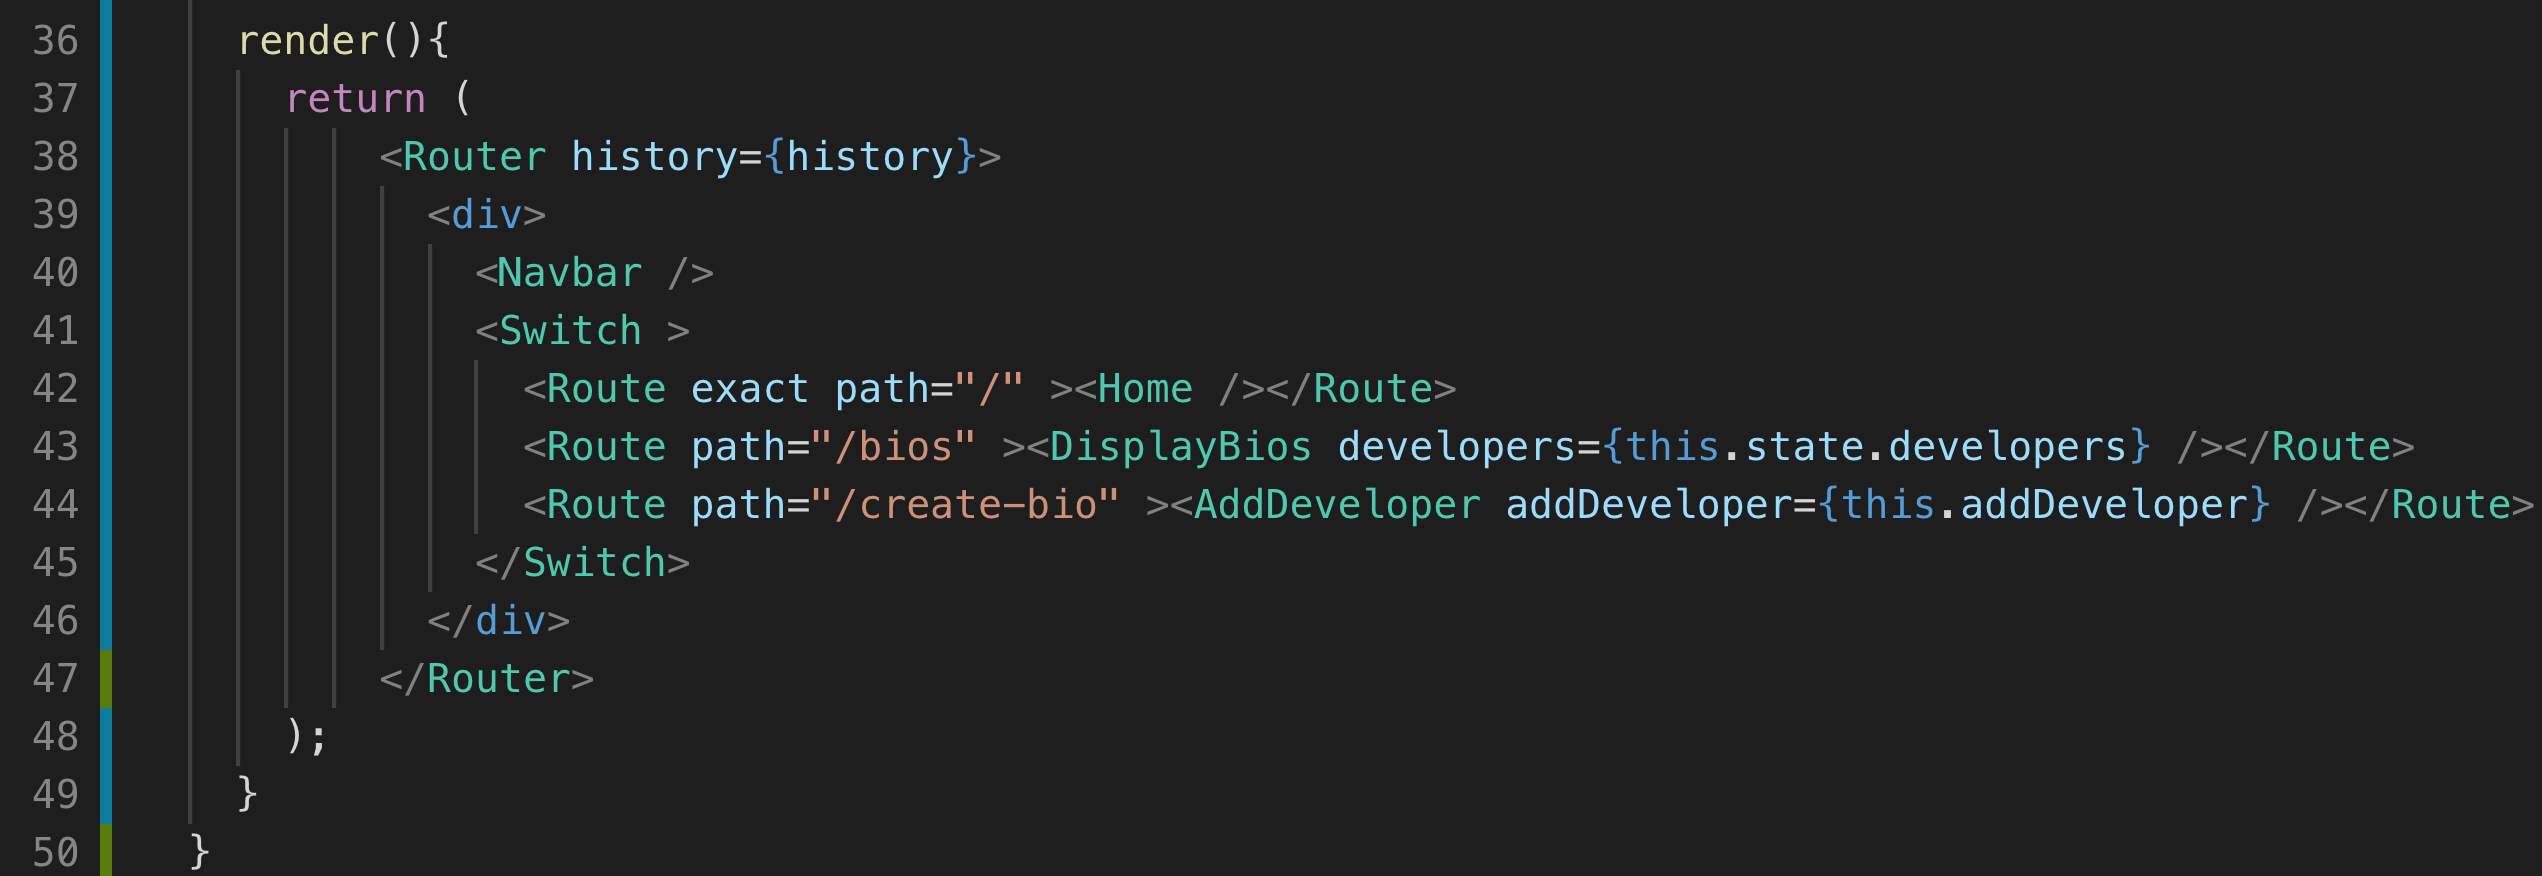 36 render(){
37 return (
38 <Router history={history}>
39 <div>
40 <Navbar />
41 <Switch >
42 <Route exact path="/" ><Home /></Route>
43 <Route path="/bios" ><DisplayBios developers={this.state.developers} /></Route>
44 <Route path="/create-bio" ><AddDeveloper addDeveloper={this.addDeveloper} /></Route>
45 </Switch>
46 </div>
47 </Router>
48 );
49 }
50 }